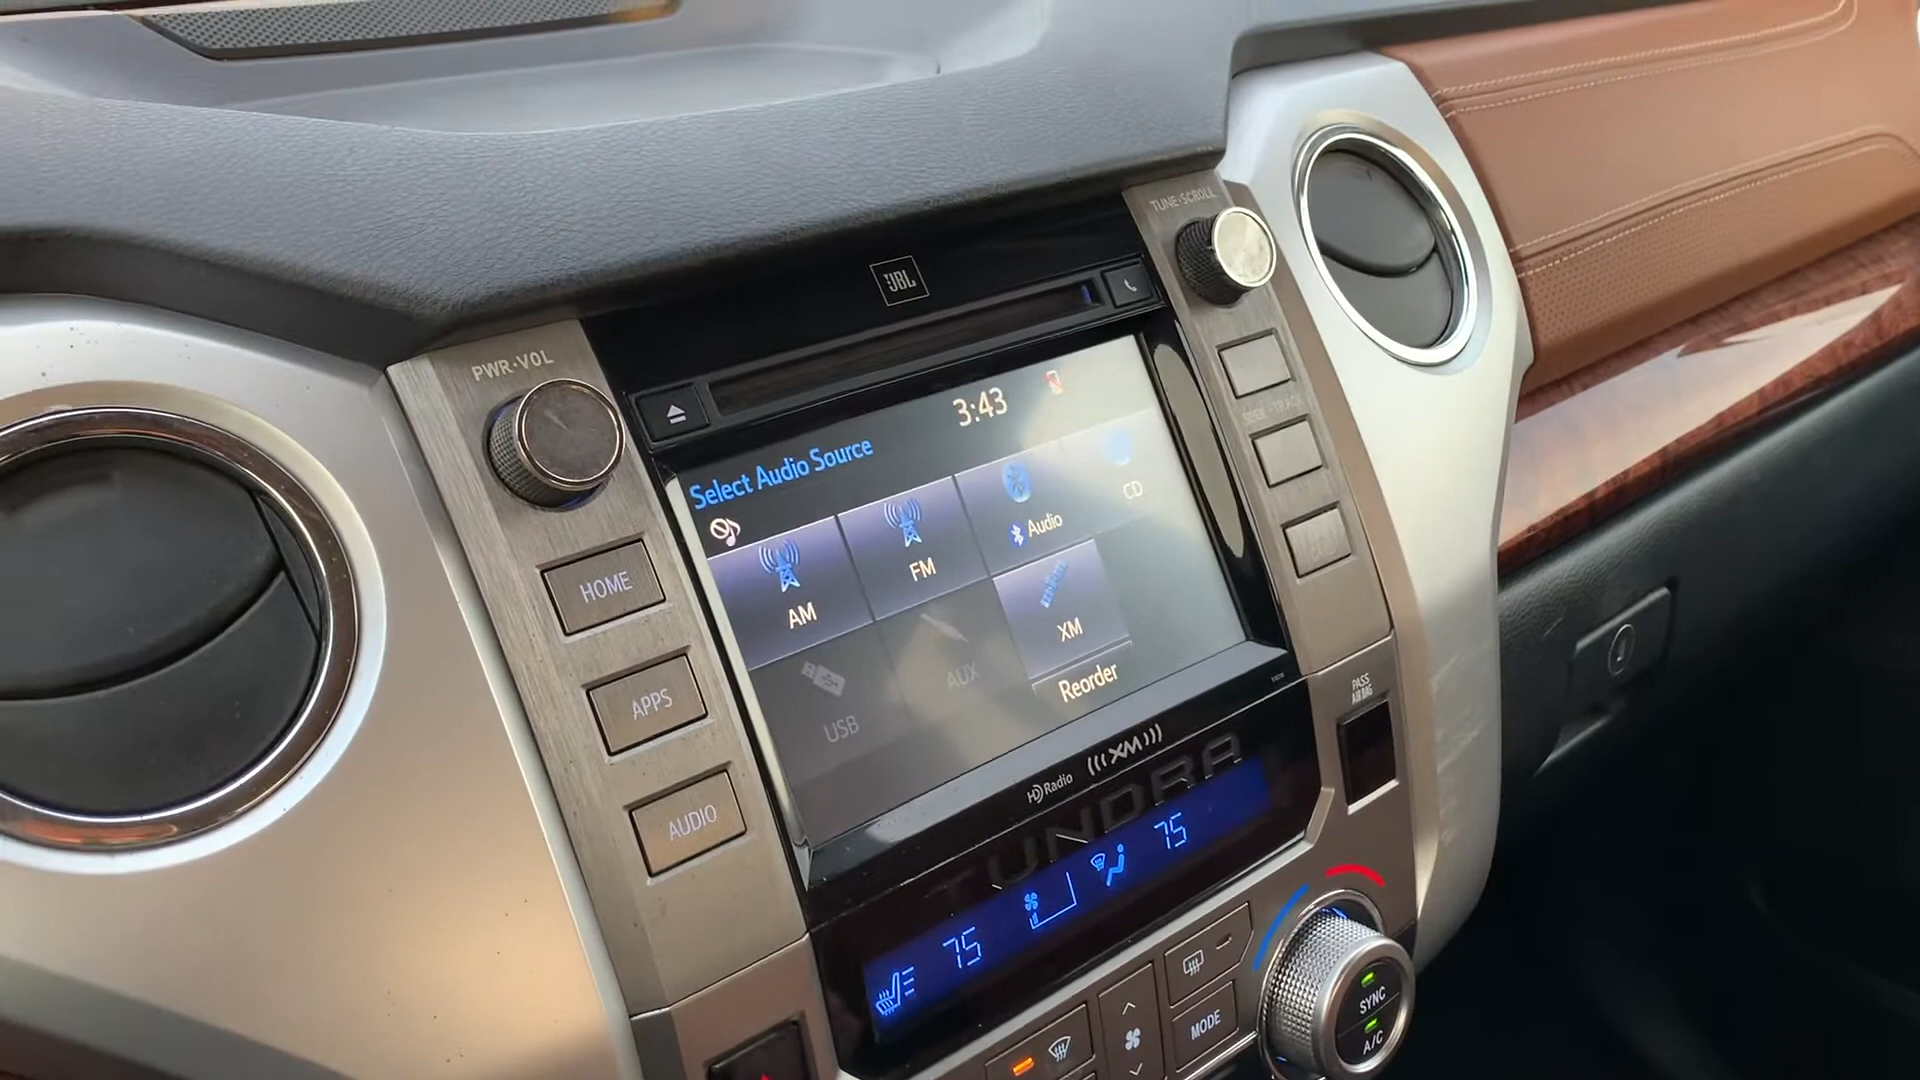 TUNE·SCROLL
JBL
PWR·VOL
3:43
Select Audio Source
CD
Audio
FM
AM
HOME
XM
AUX
USB
Reorder
APPS
PASS
AIR BAG
AUDIO
HD Radio
(((XM)))
TUNDRA
75
75
SYNC
A/C
MODE